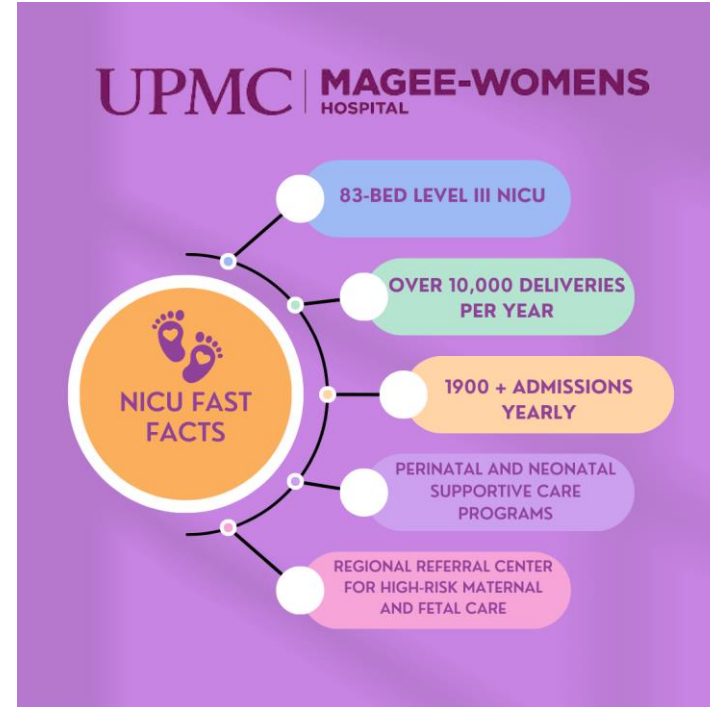 UPMC
MAGEE-WOMENS
HOSPITAL
83-BED LEVEL III NICU
OVER 10,000 DELIVERIES
PER YEAR
NICU FAST
FACTS
1900 + ADMISSIONS
YEARLY
PERINATAL AND NEONATAL
SUPPORTIVE CARE
PROGRAMS
REGIONAL REFERRAL CENTER
FOR HIGH-RISK MATERNAL
AND FETAL CARE